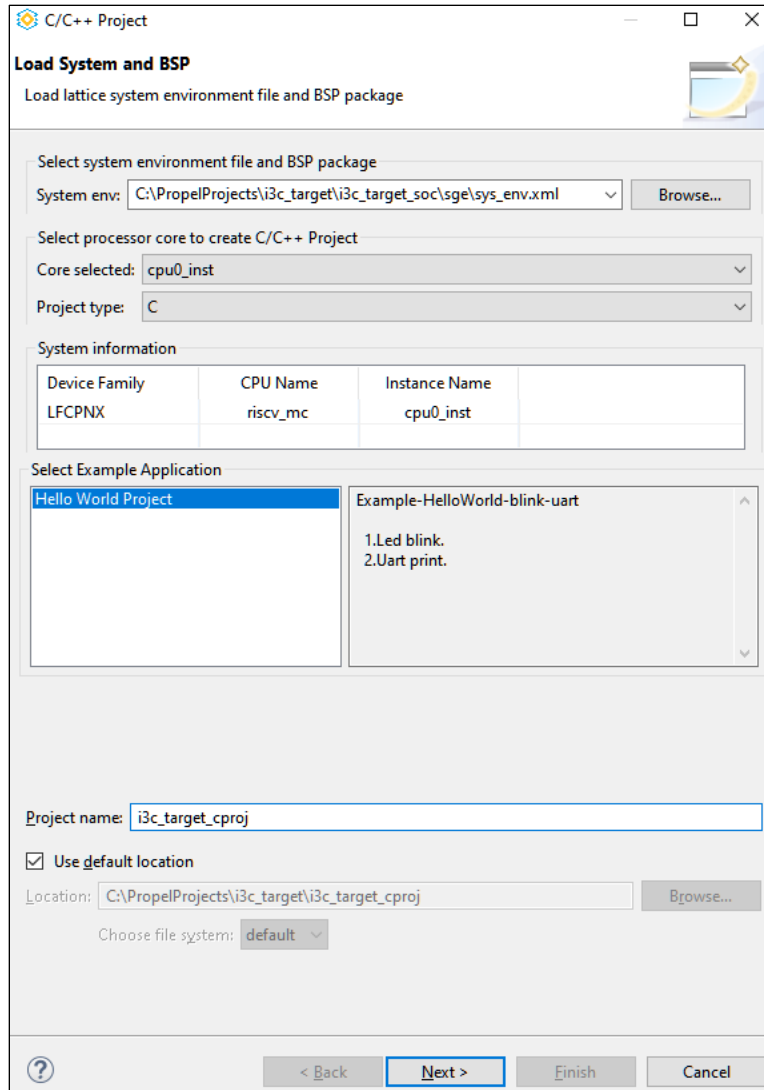 C/C++ Project
Load System and BSP
Load lattice system environment file and BSP package
Select system environment file and BSP package
System env: C:\PropelProjects\i3c_target\i3c_target_soc\sge\sys_env.xml Browse...
Select processor core to create C/C++ Project
Core selected: cpu0_inst
Project type: C
System information
Device Family CPU Name Instance Name
LFCPNX riscv_mc cpu0_inst
Select Example Application
Hello World Project
Example-HelloWorld-blink-uart
1.Led blink.
2.Uart print.
Project name: i3c_target_cproj
Use default location
Location: C:\PropelProjects\i3c_target\i3c_target_cproj Browse...
Choose file system: default
? < Back Next > Finish Cancel